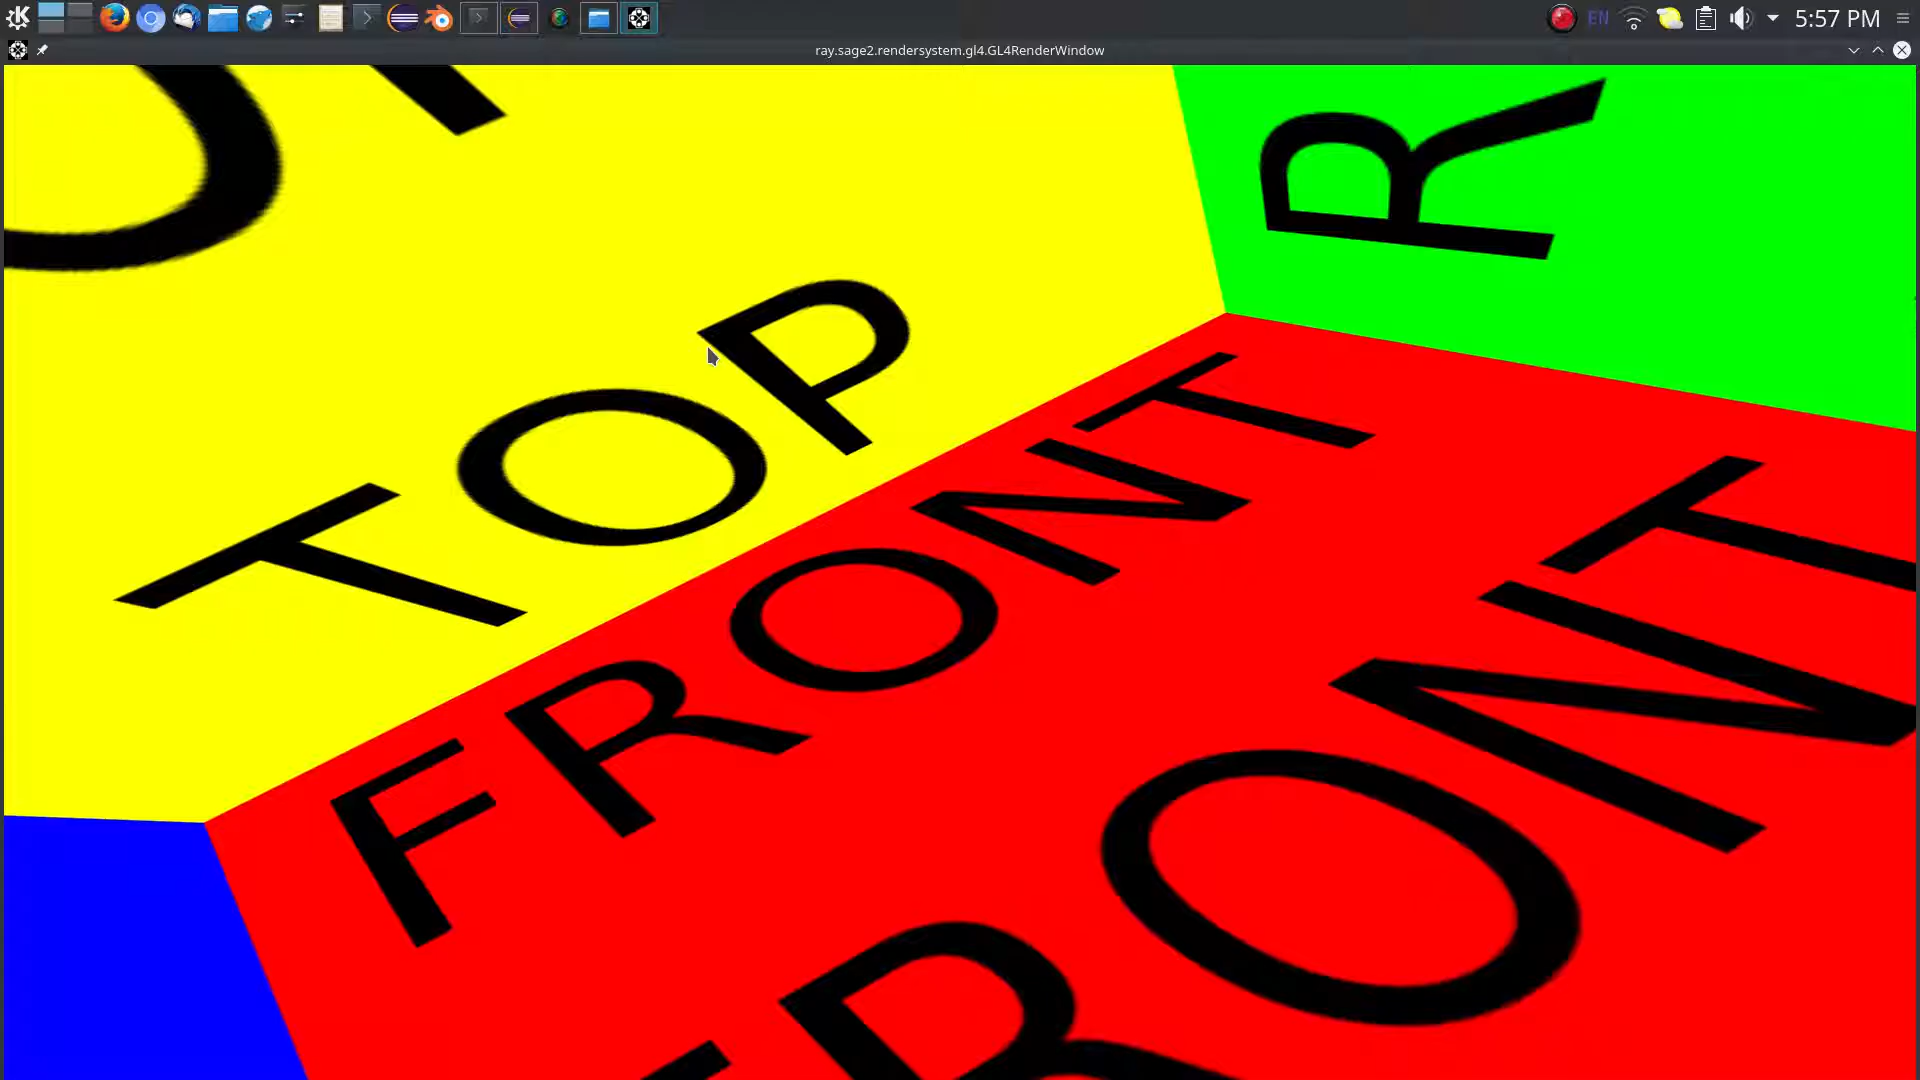 EN
5:57 PM
ray.sage2.rendersystem.gl4.GL4RenderWindow
R
TOP
FRONT
FRONT